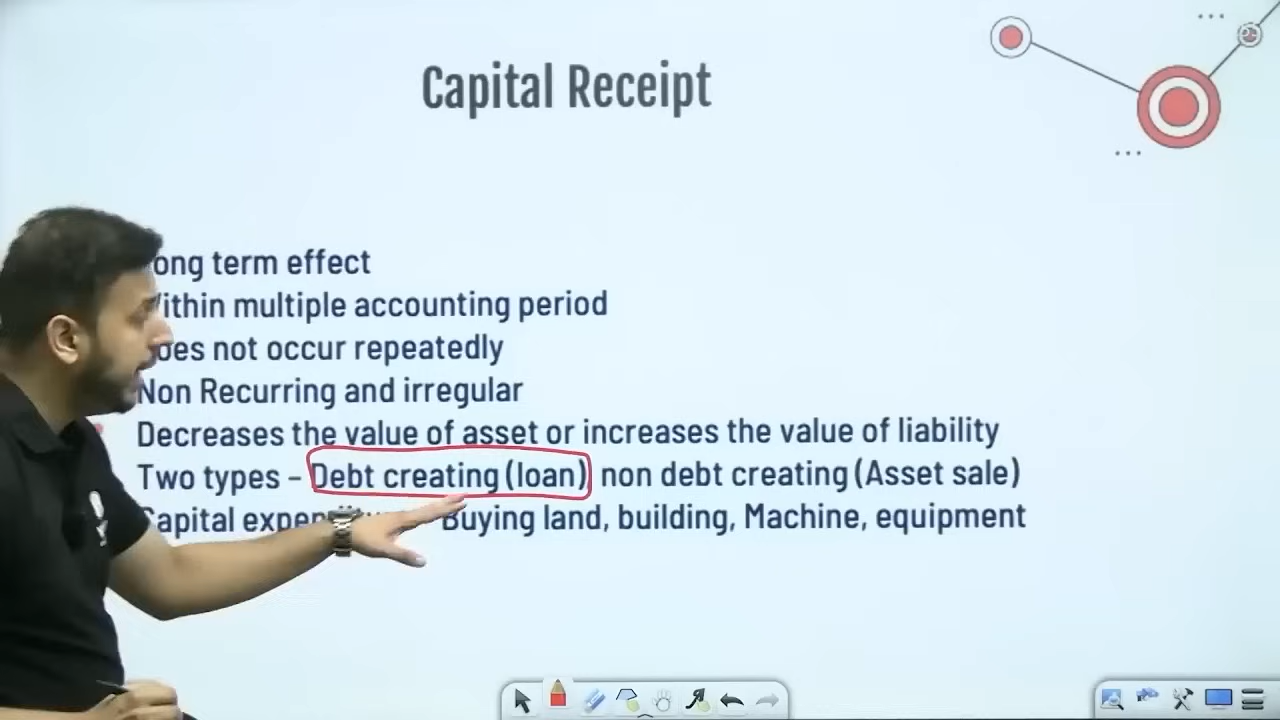 Capital Receipt
ong term effect
ithin multiple accounting period
oes not occur repeatedly
Non Recurring and irregular
Decreases the value of asset or increases the value of liability
Two types – Debt creating (loan) non debt creating (Asset sale)
Capital Buying land, building, Machine, equipment